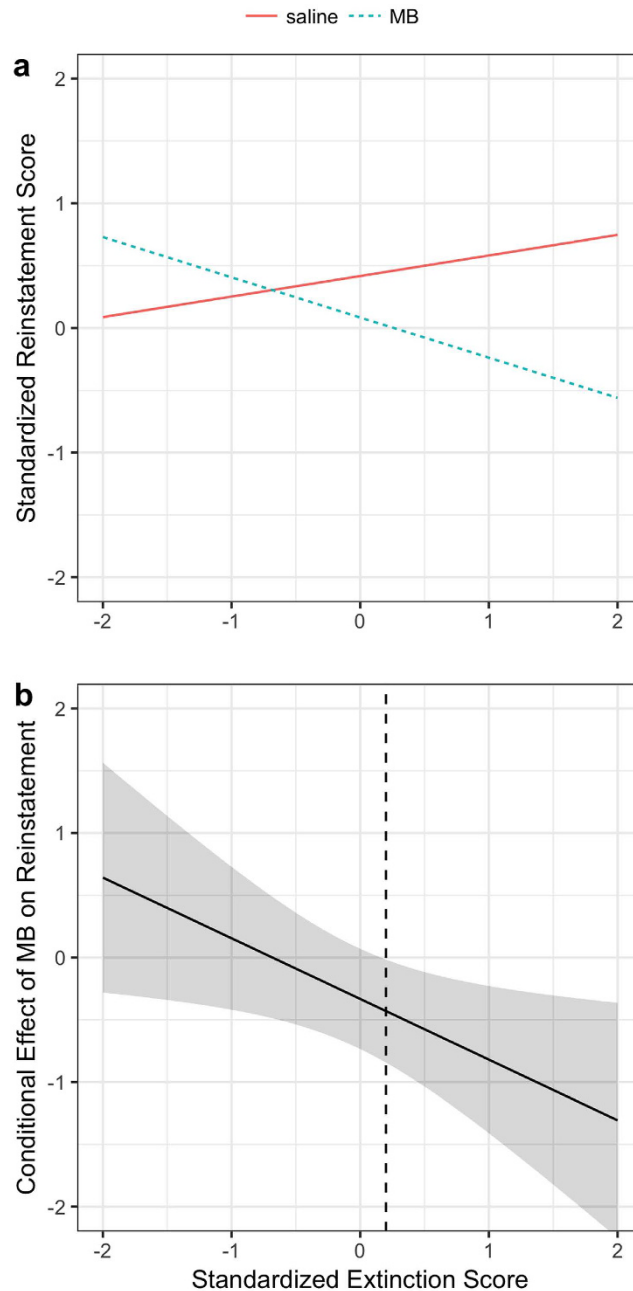 saline MB
a
Standardized Reinstatement Score
2
1
0
-1
-2
-2 -1 0 1 2
b
Conditional Effect of MB on Reinstatement
2
1
0
-1
-2
-2 -1 0 1 2
Standardized Extinction Score